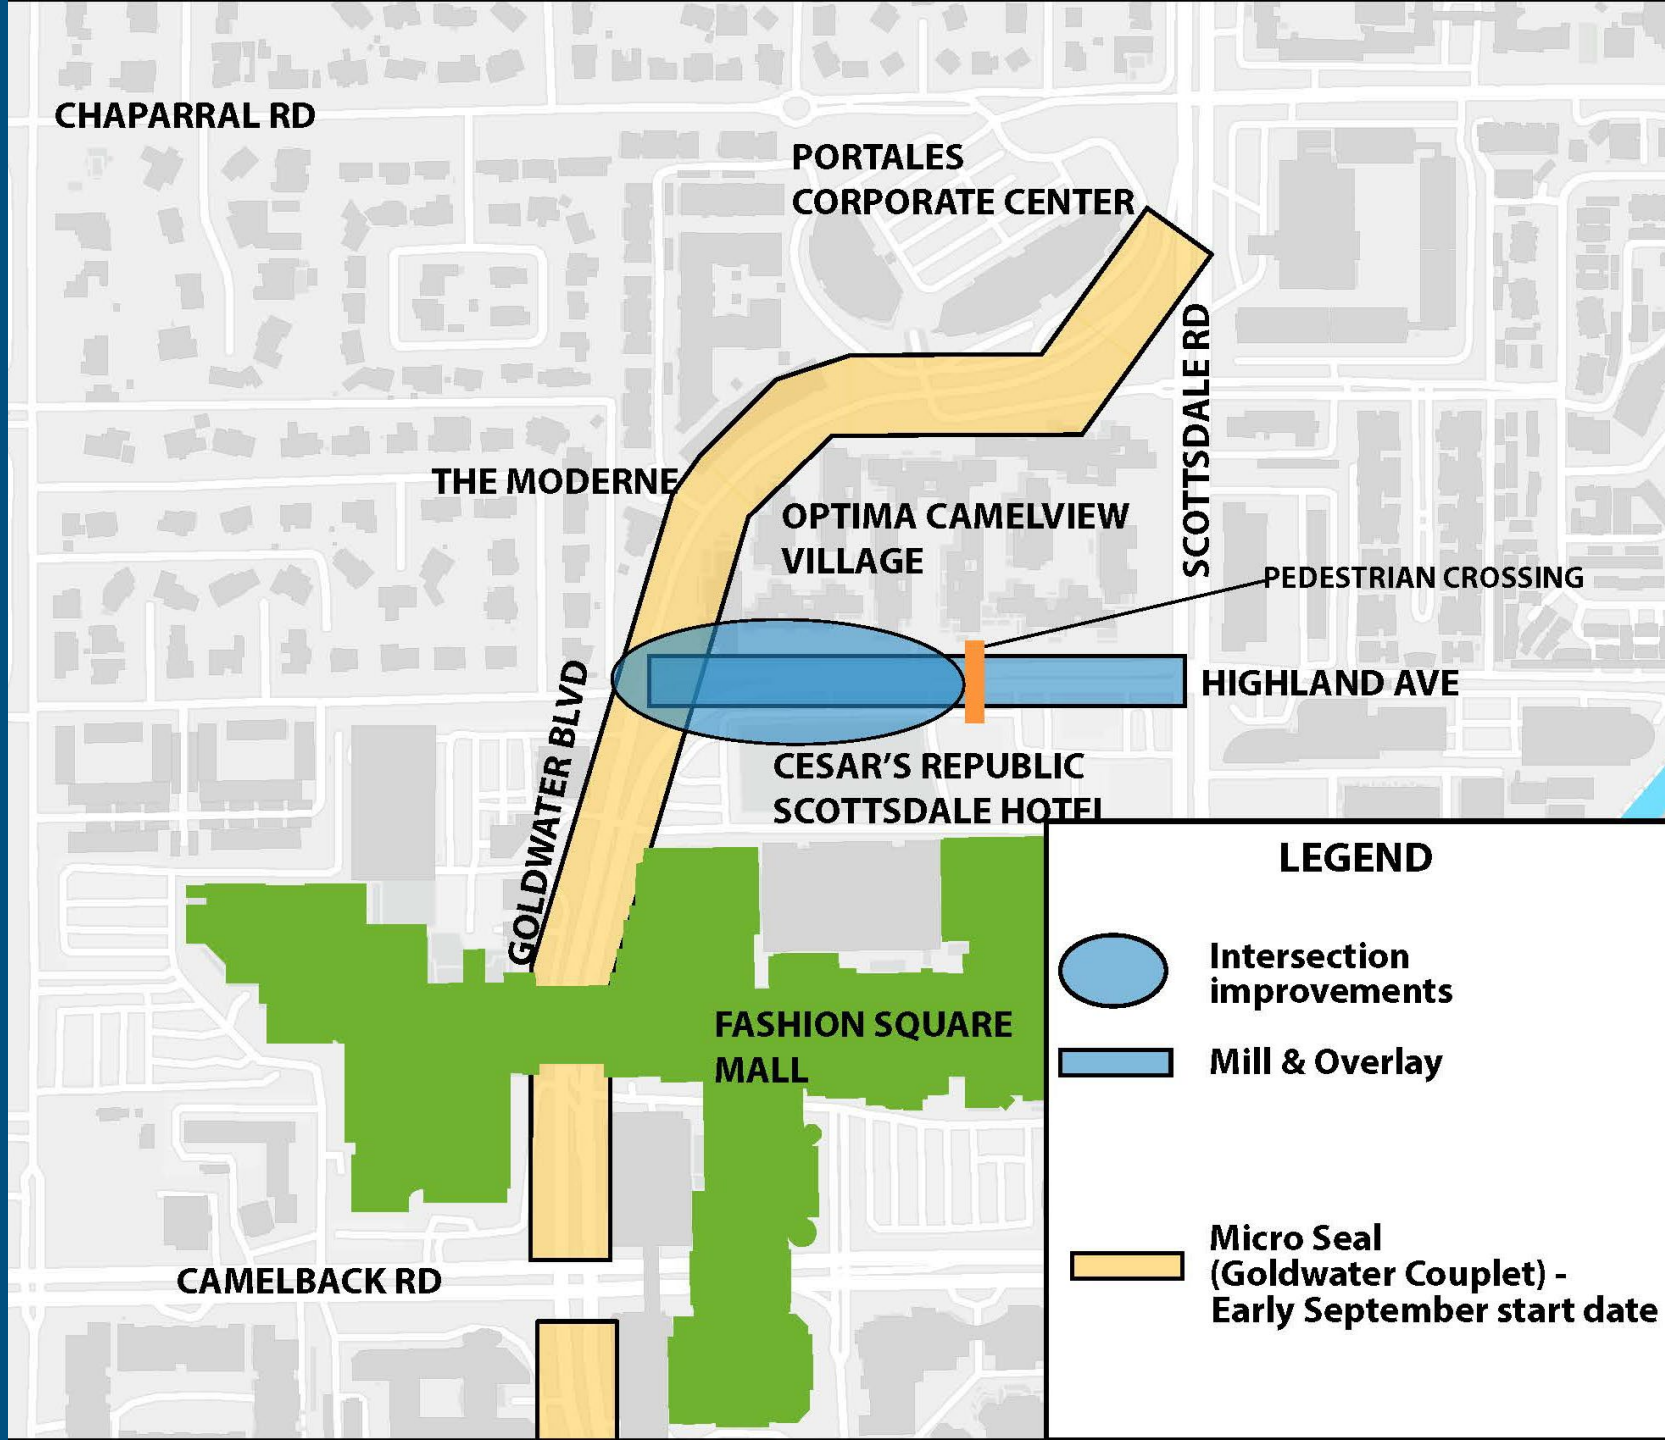 CHAPARRAL RD
PORTALES
CORPORATE CENTER
SCOTTSDALE RD
THE MODERNE
OPTIMA CAMELVIEW
VILLAGE
PEDESTRIAN CROSSING
HIGHLAND AVE
GOLDWATER BLVD
CESAR'S REPUBLIC
SCOTTSDALE HOTEL
FASHION SQUARE
MALL
CAMELBACK RD
LEGEND
Intersection
improvements
Mill & Overlay
Micro Seal
(Goldwater Couplet) -
Early September start date